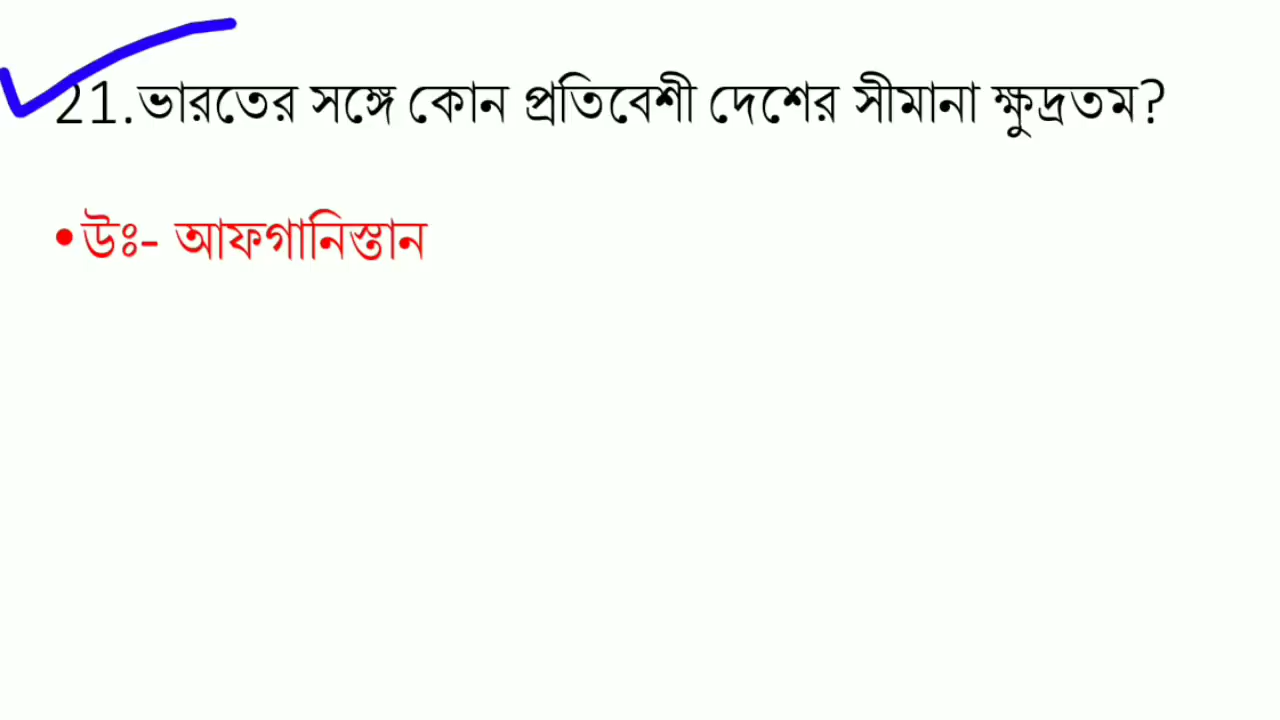 21.ভারতের সঙ্গে কোন প্রতিবেশী দেশের সীমানা ক্ষুদ্রতম?
•উঃ- আফগানিস্তান